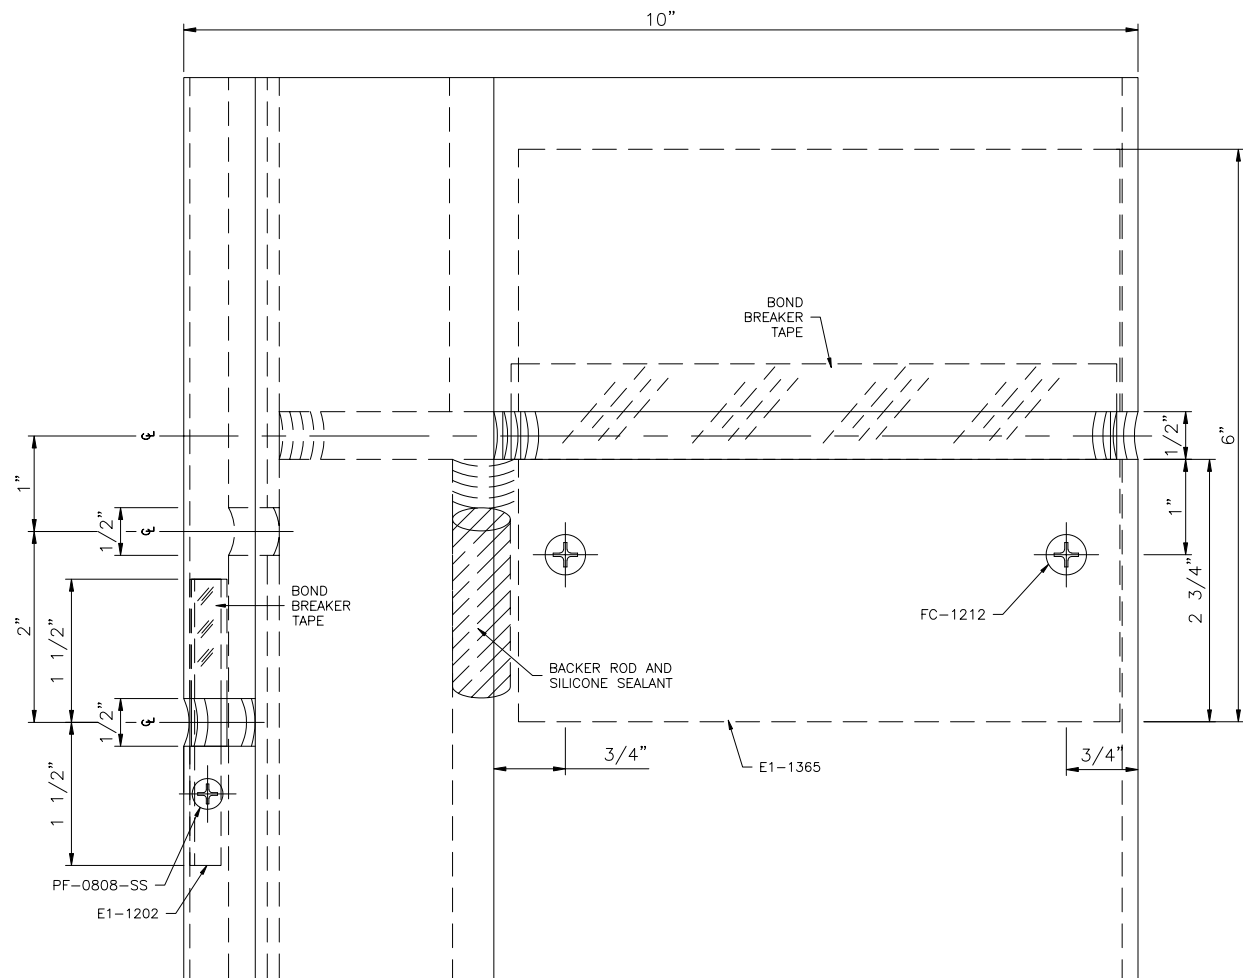 10"
BOND
BREAKER
TAPE
℄
1/2"
6"
1"
1"
1/2"
℄
2 3/4"
BOND
BREAKER
TAPE
FC-1212
2"
1 1/2"
BACKER ROD AND
SILICONE SEALANT
1/2"
℄
3/4"
3/4"
E1-1365
1 1/2"
PF-0808-SS
E1-1202